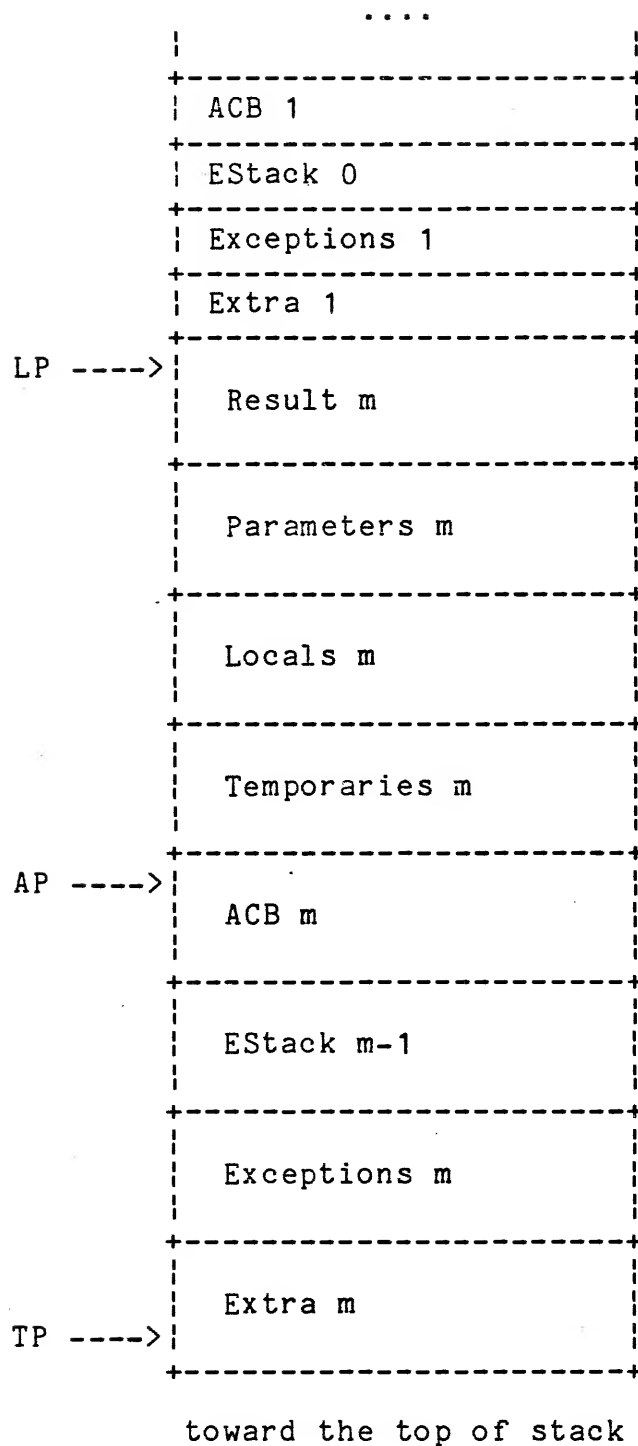 ....
ACB 1
EStack 0
Exceptions 1
Extra 1
LP ---->
Result m
Parameters m
Locals m
Temporaries m
AP ---->
ACB m
EStack m-1
Exceptions m
Extra m
TP ---->
toward the top of stack